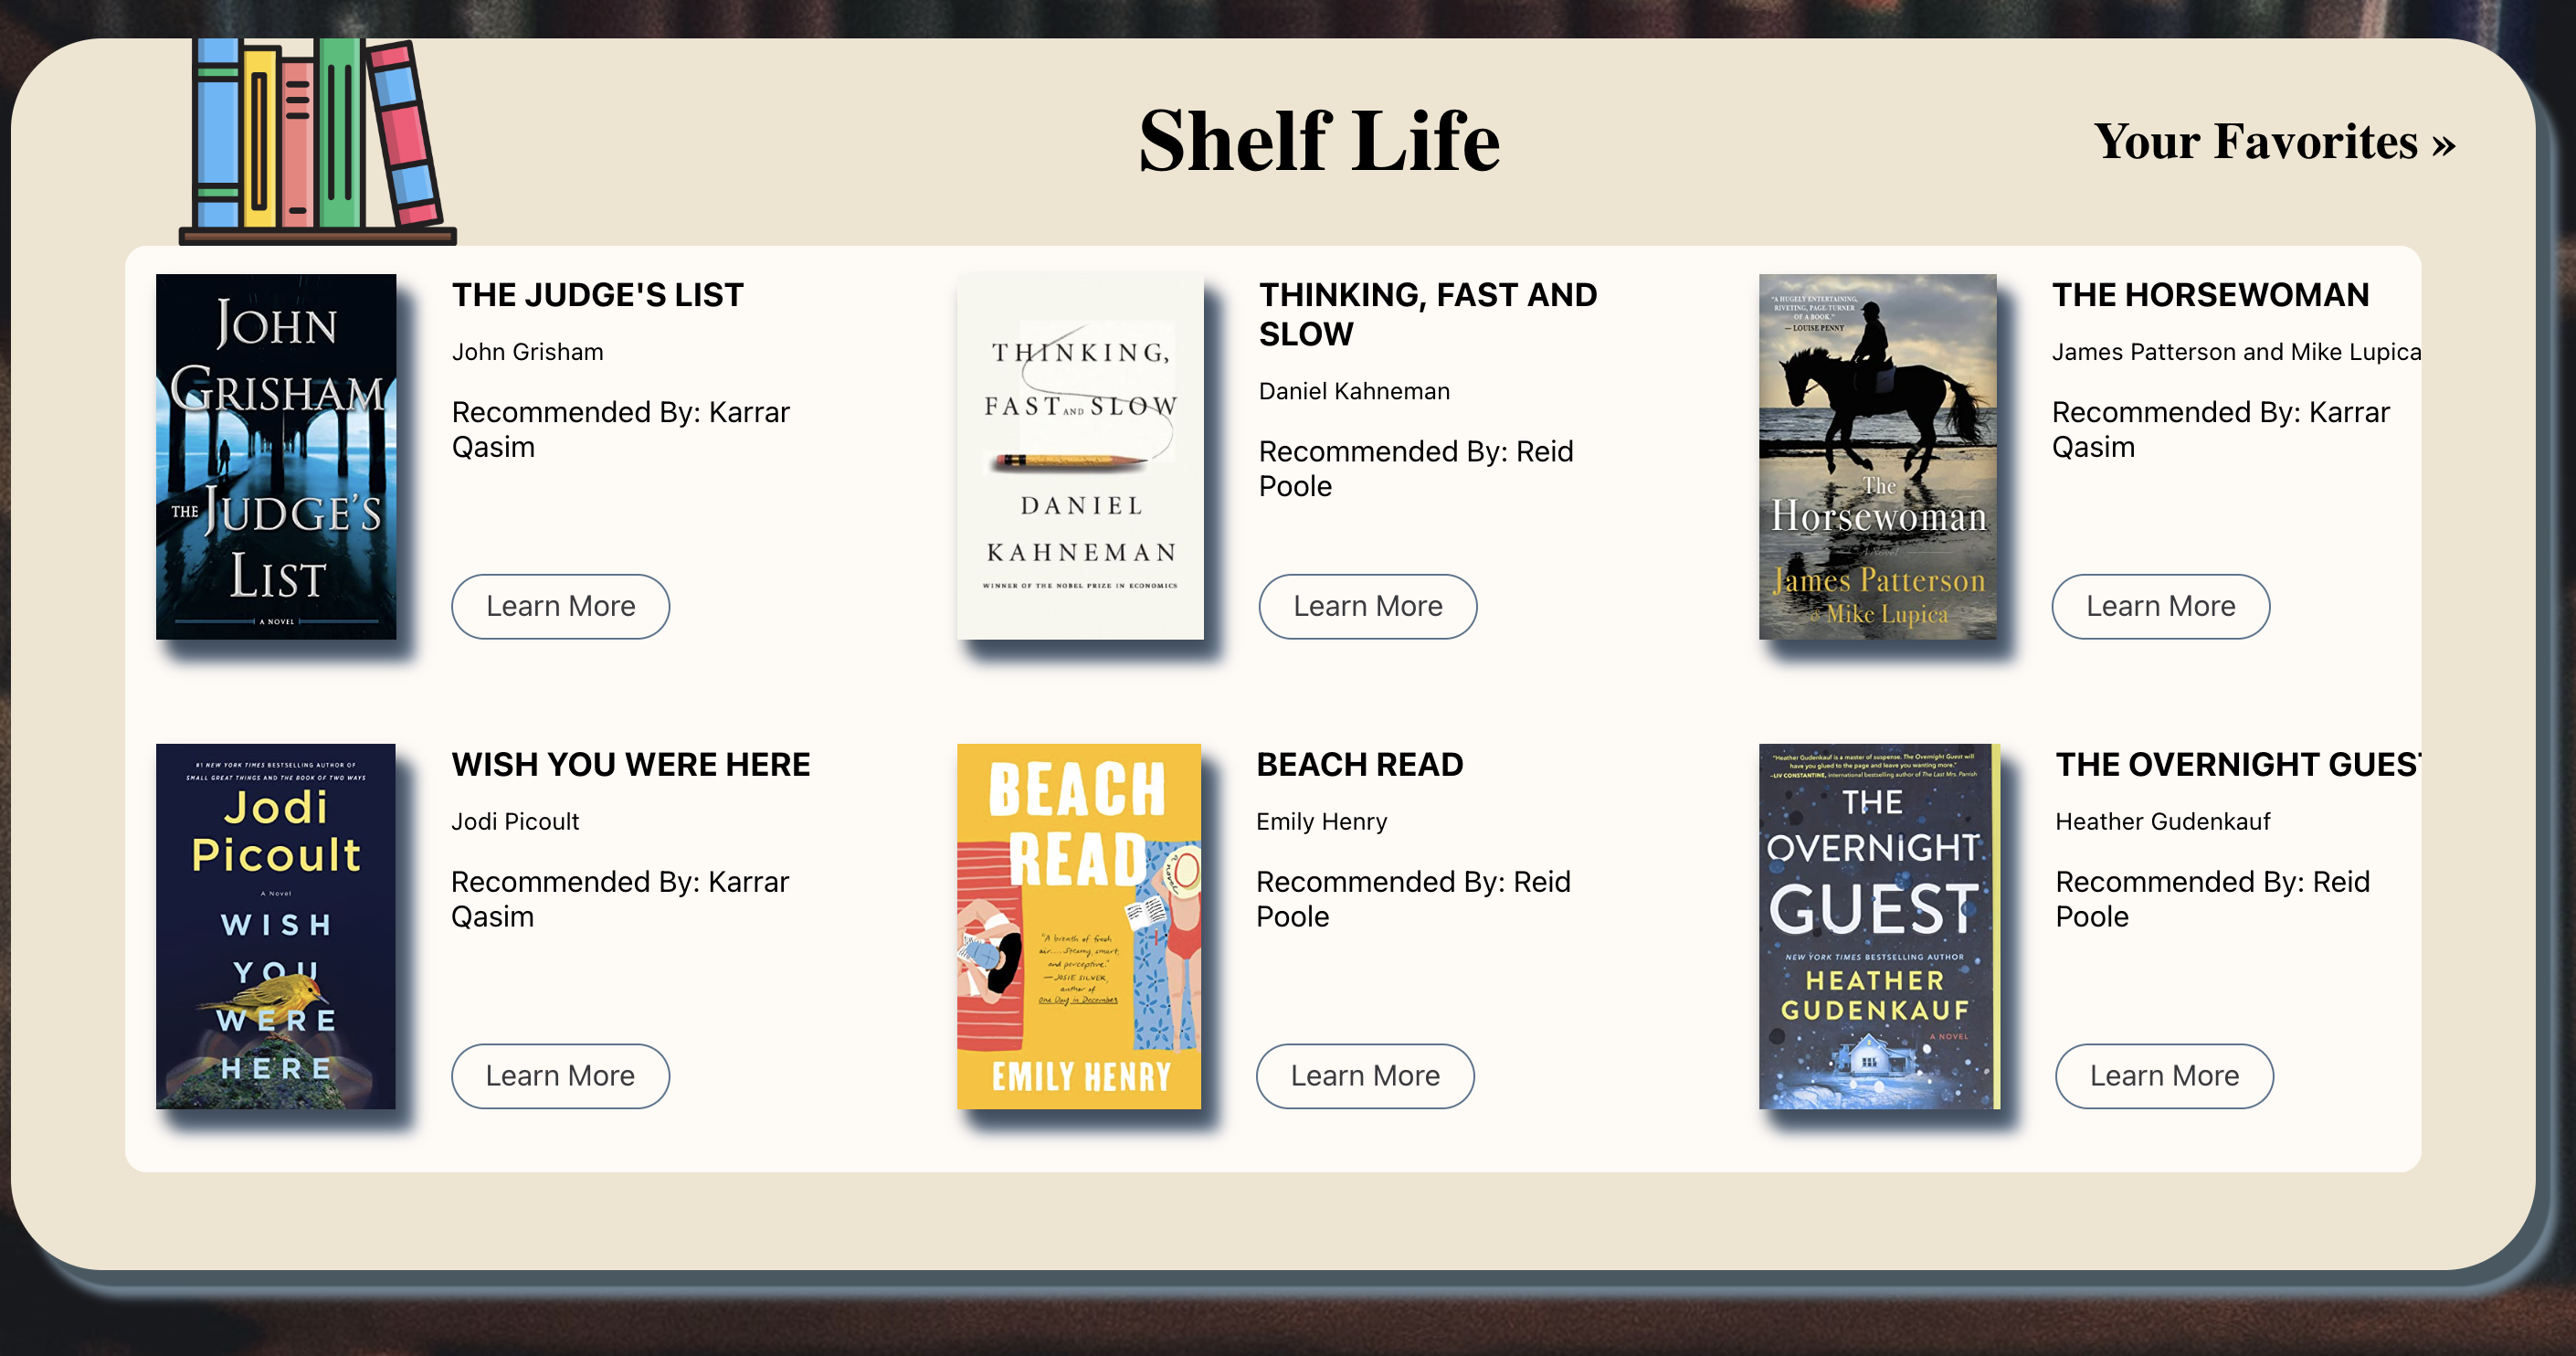 Shelf Life
Your Favorites »
JOHN
GRISHAM
THE JUDGE'S
LIST
A NOVEL
THE JUDGE'S LIST
John Grisham
Recommended By: Karrar
Qasim
Learn More
THINKING,
FAST AND SLOW
DANIEL
KAHNEMAN
WINNER OF THE NOBEL PRIZE IN ECONOMICS
THINKING, FAST AND
SLOW
Daniel Kahneman
Recommended By: Reid
Poole
Learn More
"A HUGELY ENTERTAINING,
RIVETING, PAGE-TURNER
OF A BOOK."
— LOUISE PENNY
The
Horsewoman
A Novel
James Patterson
& Mike Lupica
THE HORSEWOMAN
James Patterson and Mike Lupica
Recommended By: Karrar
Qasim
Learn More
#1 NEW YORK TIMES BESTSELLING AUTHOR OF
SMALL GREAT THINGS AND THE BOOK OF TWO WAYS
Jodi
Picoult
A Novel
WISH
YOU
WERE
HERE
WISH YOU WERE HERE
Jodi Picoult
Recommended By: Karrar
Qasim
Learn More
BEACH
READ
a novel
"A breath of fresh
air....Steamy, smart,
and perceptive."
—JOSIE SILVER,
author of
One Day in December
EMILY HENRY
BEACH READ
Emily Henry
Recommended By: Reid
Poole
Learn More
"Heather Gudenkauf is a master of suspense. The Overnight Guest will
have you glued to the page and leave you wanting more."
–LIV CONSTANTINE, international bestselling author of The Last Mrs. Parrish
THE
OVERNIGHT
GUEST
NEW YORK TIMES BESTSELLING AUTHOR
HEATHER
GUDENKAUF
A NOVEL
THE OVERNIGHT GUEST
Heather Gudenkauf
Recommended By: Reid
Poole
Learn More